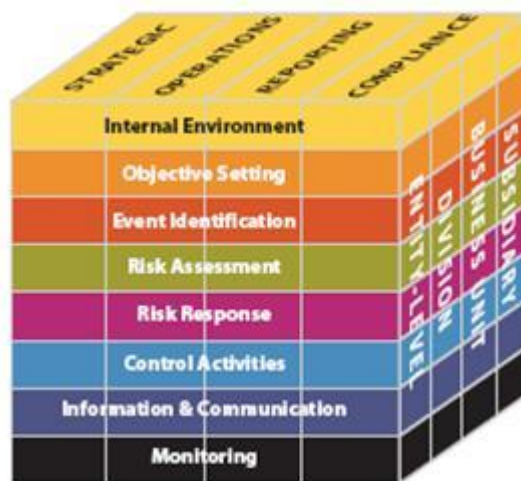 STRATEGIC
OPERATIONS
REPORTING
COMPLIANCE
Internal Environment
Objective Setting
Event Identification
Risk Assessment
Risk Response
Control Activities
Information & Communication
Monitoring
ENTITY-LEVEL
DIVISION
BUSINESS UNIT
SUBSIDIARY